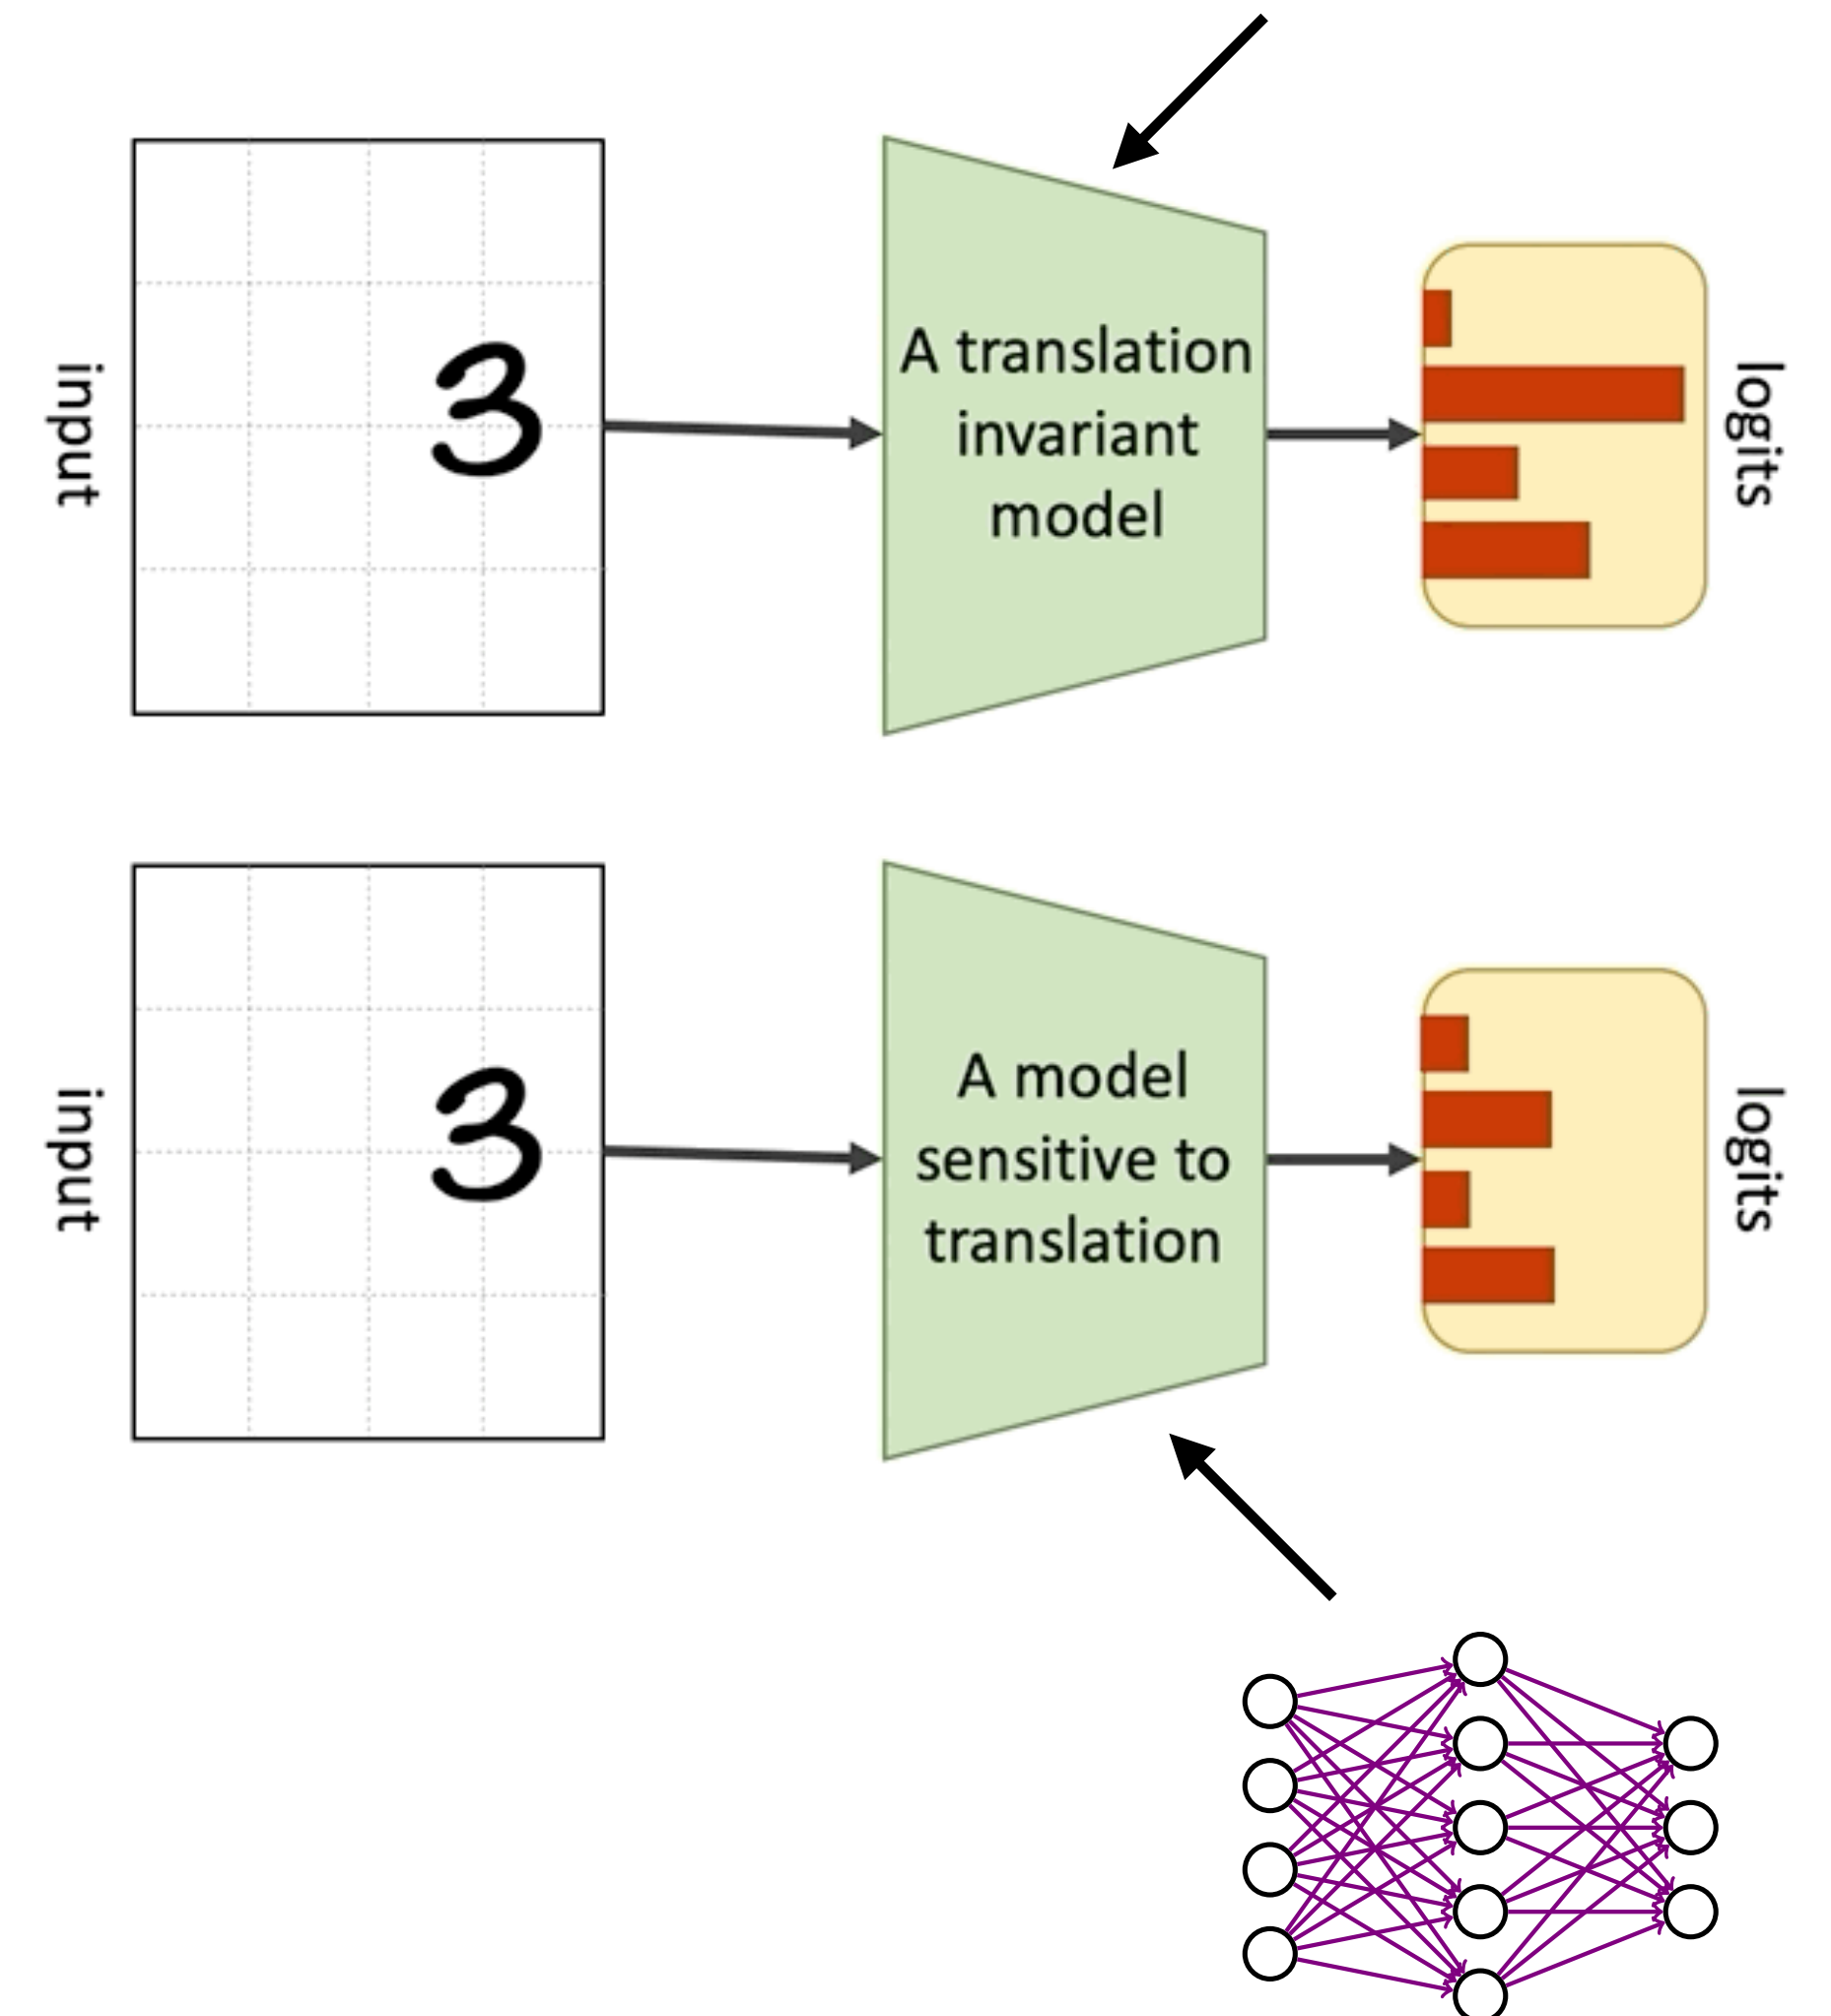 input
3
A translation
invariant
model
logits
input
3
A model
sensitive to
translation
logits